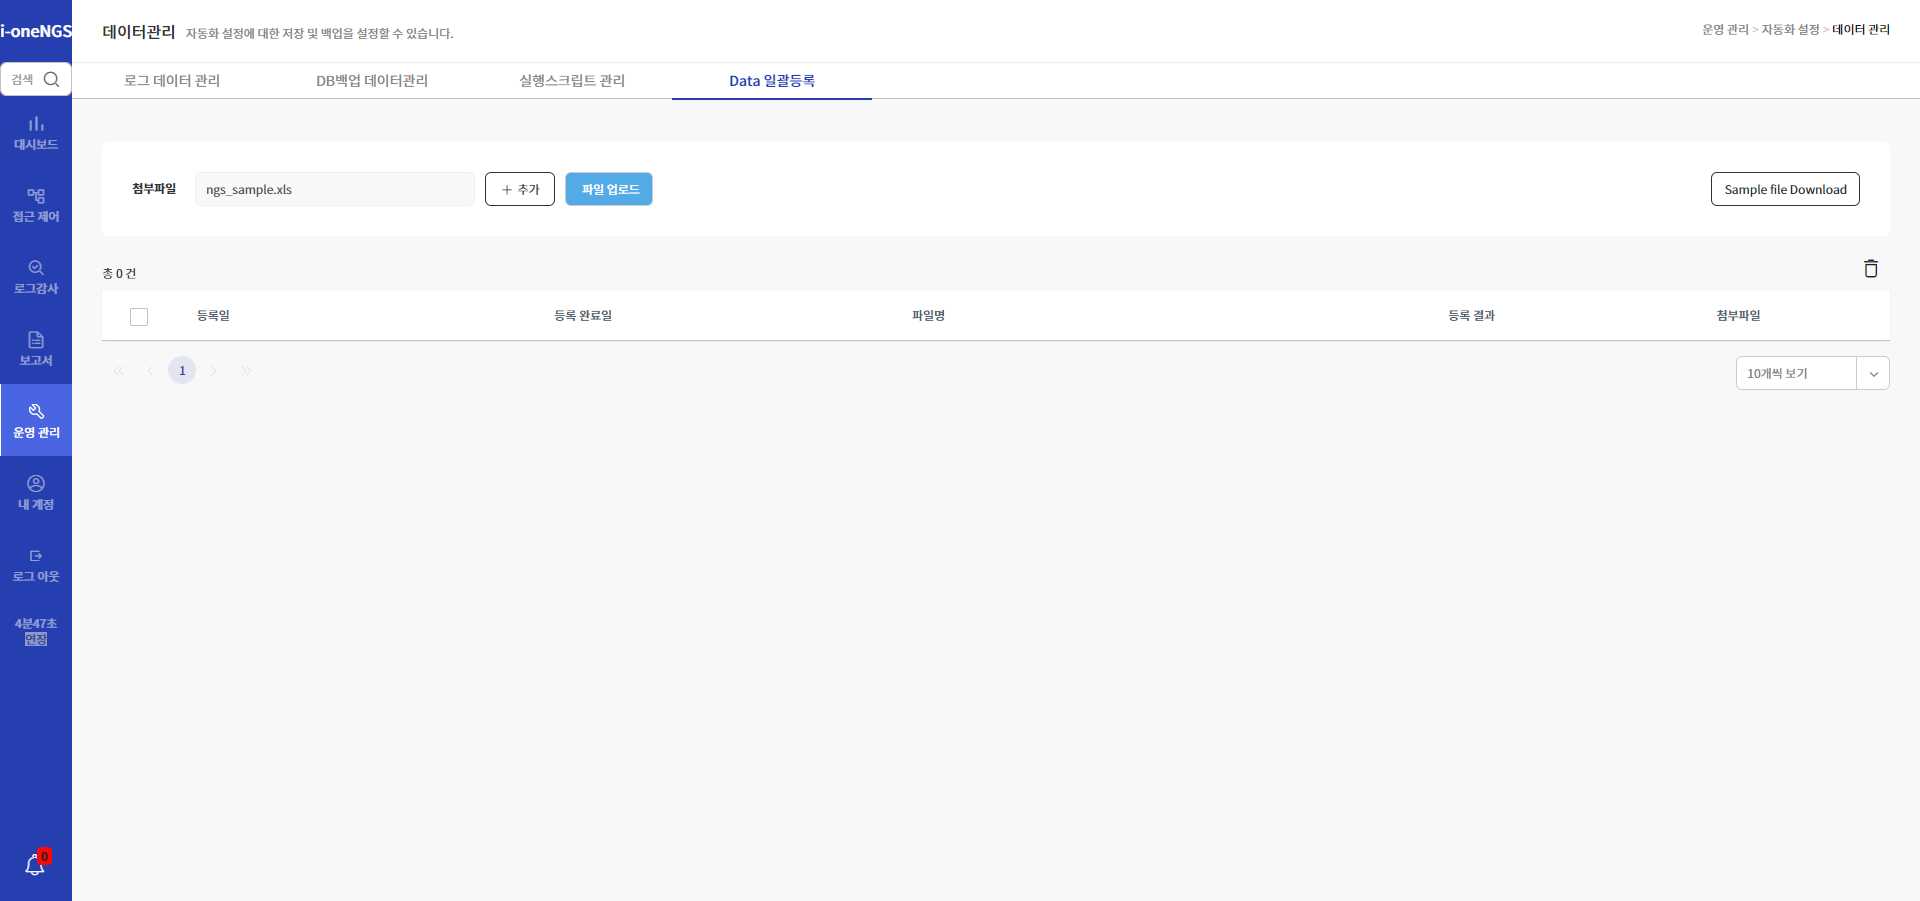 i-oneNGS
검색
대시보드
접근 제어
로그감사
보고서
운영 관리
내 계정
로그 아웃
4분47초
연장
0
데이터관리 자동화 설정에 대한 저장 및 백업을 설정할 수 있습니다.
운영 관리 > 자동화 설정 > 데이터 관리
로그 데이터 관리 DB백업 데이터관리 실행스크립트 관리 Data 일괄등록
첨부파일 ngs_sample.xls + 추가 파일 업로드 Sample file Download
총 0 건
등록일 등록 완료일 파일명 등록 결과 첨부파일
« ‹ 1 › »
10개씩 보기